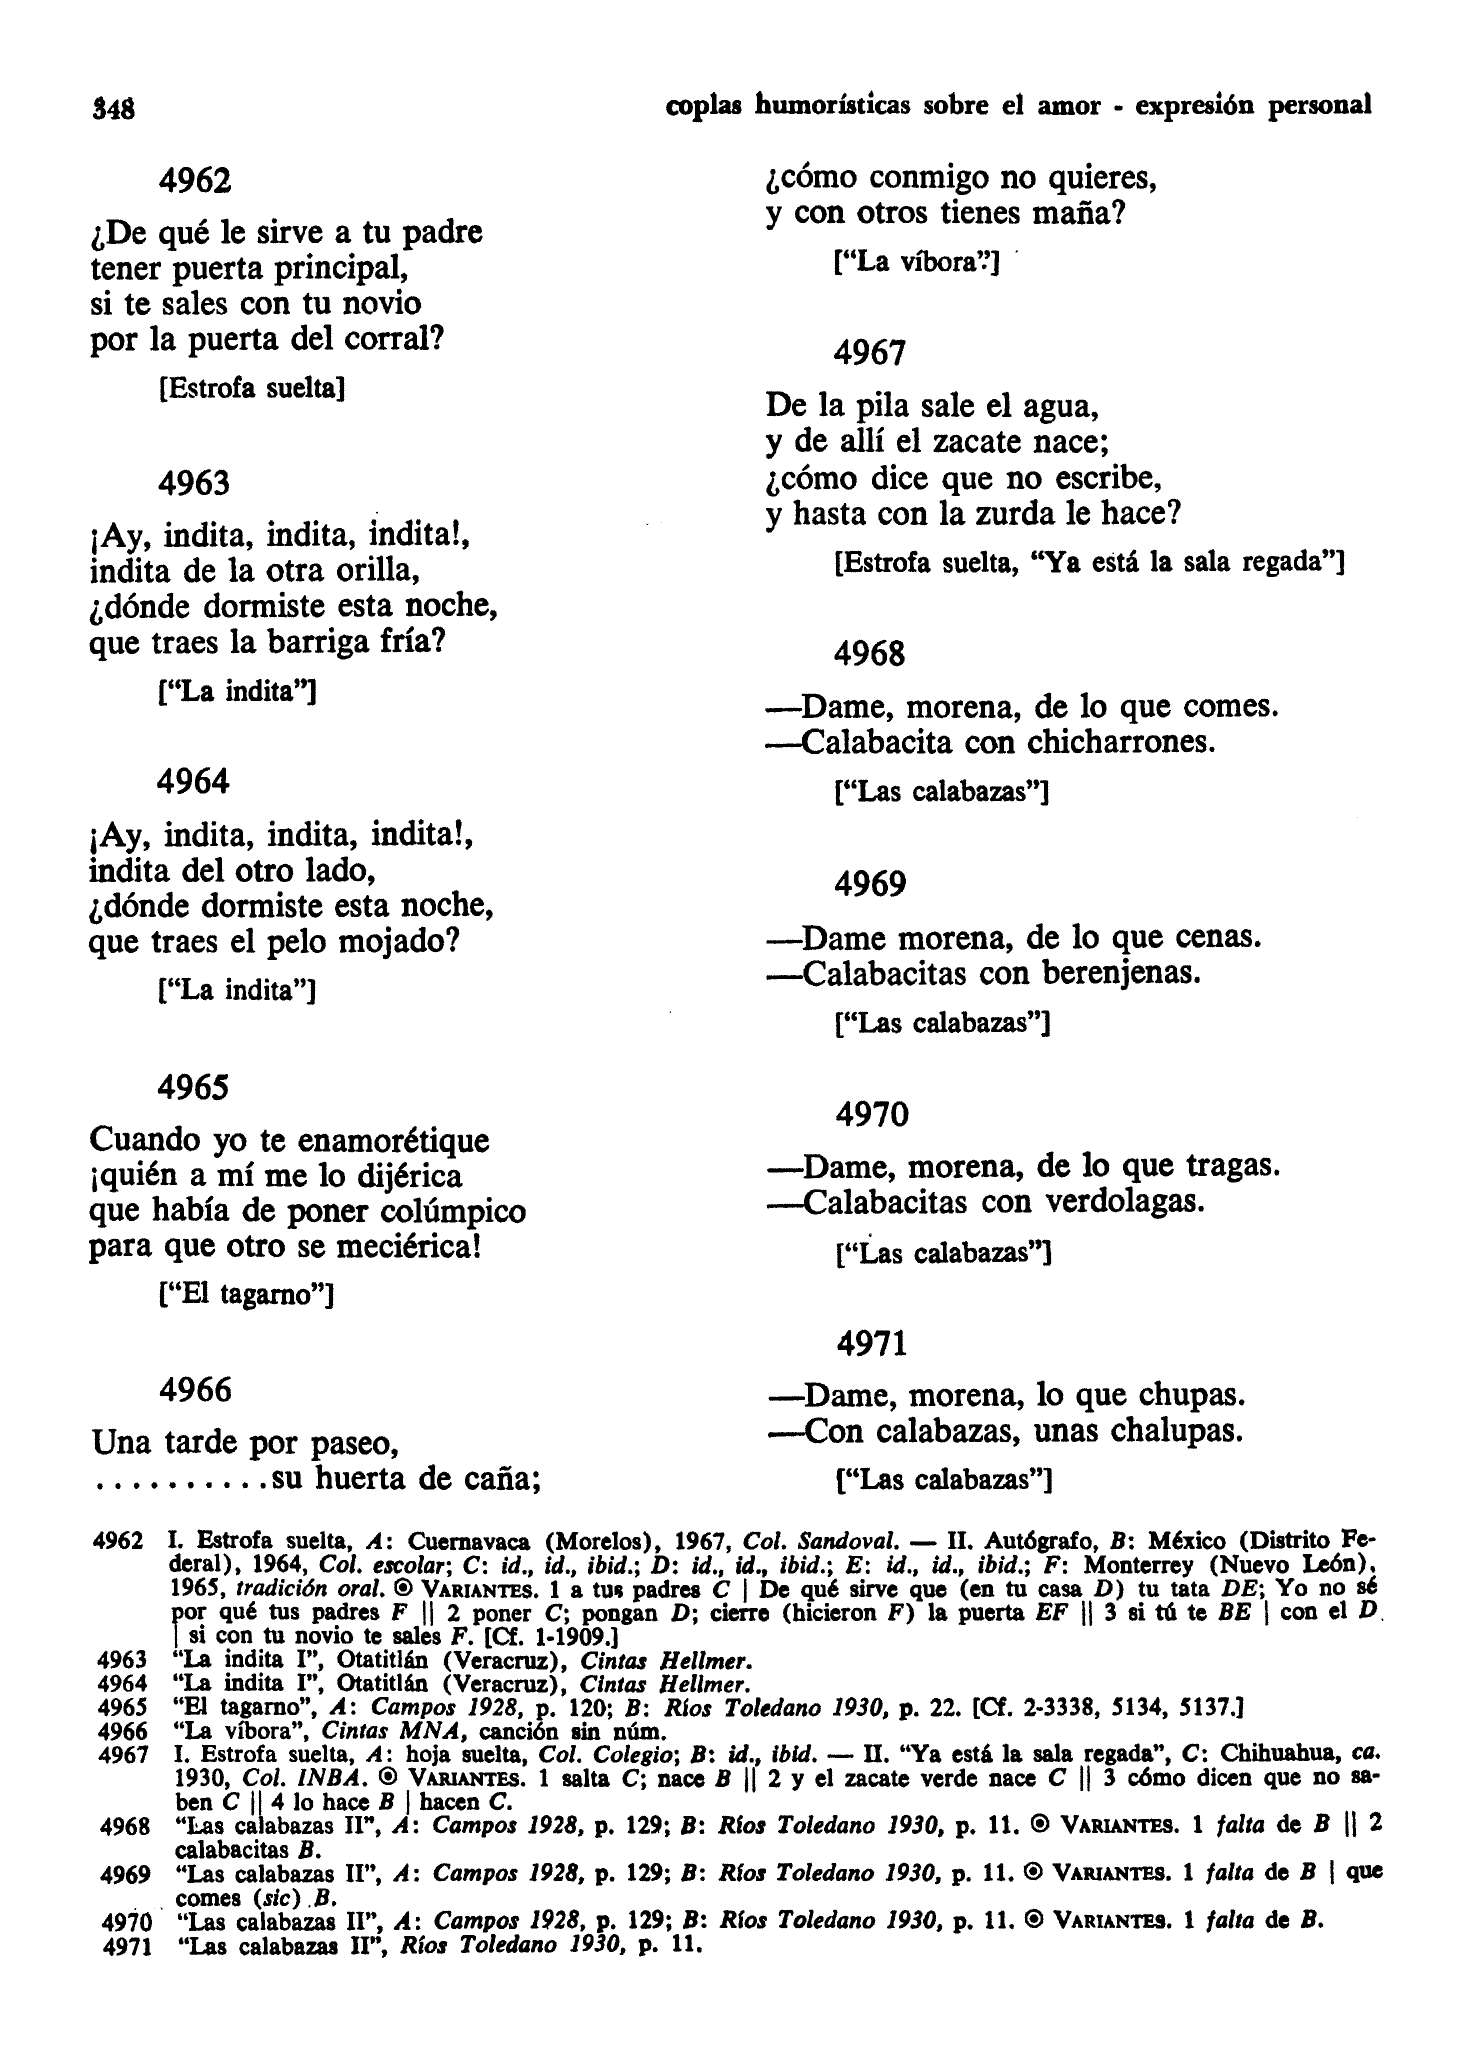 348
coplas humorísticas sobre el amor - expresión personal
4962
¿De qué le sirve a tu padre
tener puerta principal,
si te sales con tu novio
por la puerta del corral?
[Estrofa suelta]
4963
¡Ay, indita, indita, indita!,
indita de la otra orilla,
¿dónde dormiste esta noche,
que traes la barriga fría?
["La indita"]
4964
¡Ay, indita, indita, indita!,
indita del otro lado,
¿dónde dormiste esta noche,
que traes el pelo mojado?
["La indita"]
4965
Cuando yo te enamorétique
¡quién a mí me lo dijérica
que había de poner colúmpico
para que otro se meciérica!
["El tagarno"]
4966
Una tarde por paseo,
. . . . . . . . . . su huerta de caña;
¿cómo conmigo no quieres,
y con otros tienes maña?
["La víbora"]
4967
De la pila sale el agua,
y de allí el zacate nace;
¿cómo dice que no escribe,
y hasta con la zurda le hace?
[Estrofa suelta, "Ya está la sala regada"]
4968
—Dame, morena, de lo que comes.
—Calabacita con chicharrones.
["Las calabazas"]
4969
—Dame morena, de lo que cenas.
—Calabacitas con berenjenas.
["Las calabazas"]
4970
—Dame, morena, de lo que tragas.
—Calabacitas con verdolagas.
["Las calabazas"]
4971
—Dame, morena, lo que chupas.
—Con calabazas, unas chalupas.
["Las calabazas"]
4962 I. Estrofa suelta, A: Cuernavaca (Morelos), 1967, Col. Sandoval. — II. Autógrafo, B: México (Distrito Fe-
deral), 1964, Col. escolar; C: id., id., ibid.; D: id., id., ibid.; E: id., id., ibid.; F: Monterrey (Nuevo León),
1965, tradición oral. ⦿ VARIANTES. 1 a tus padres C | De qué sirve que (en tu casa D) tu tata DE; Yo no sé
por qué tus padres F || 2 poner C; pongan D; cierre (hicieron F) la puerta EF || 3 si tú te BE | con el D
| si con tu novio te sales F. [Cf. 1-1909.]
4963 "La indita I", Otatitlán (Veracruz), Cintas Hellmer.
4964 "La indita I", Otatitlán (Veracruz), Cintas Hellmer.
4965 "El tagarno", A: Campos 1928, p. 120; B: Ríos Toledano 1930, p. 22. [Cf. 2-3338, 5134, 5137.]
4966 "La víbora", Cintas MNA, canción sin núm.
4967 I. Estrofa suelta, A: hoja suelta, Col. Colegio; B: id., ibid. — II. "Ya está la sala regada", C: Chihuahua, ca.
1930, Col. INBA. ⦿ VARIANTES. 1 salta C; nace B || 2 y el zacate verde nace C || 3 cómo dicen que no sa-
ben C || 4 lo hace B | hacen C.
4968 "Las calabazas II", A: Campos 1928, p. 129; B: Ríos Toledano 1930, p. 11. ⦿ VARIANTES. 1 falta de B || 2
calabacitas B.
4969 "Las calabazas II", A: Campos 1928, p. 129; B: Ríos Toledano 1930, p. 11. ⦿ VARIANTES. 1 falta de B | que
comes (sic) B.
4970 "Las calabazas II", A: Campos 1928, p. 129; B: Ríos Toledano 1930, p. 11. ⦿ VARIANTES. 1 falta de B.
4971 "Las calabazas II", Ríos Toledano 1930, p. 11.